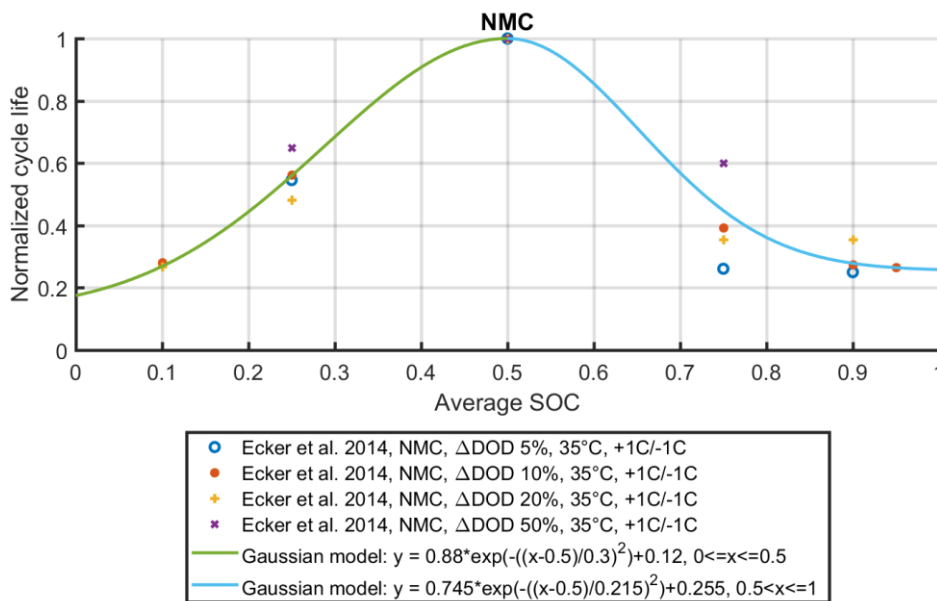 NMC
Normalized cycle life
1
0.8
0.6
0.4
0.2
0
0 0.1 0.2 0.3 0.4 0.5 0.6 0.7 0.8 0.9 1
Average SOC
Ecker et al. 2014, NMC, ΔDOD 5%, 35°C, +1C/-1C
Ecker et al. 2014, NMC, ΔDOD 10%, 35°C, +1C/-1C
Ecker et al. 2014, NMC, ΔDOD 20%, 35°C, +1C/-1C
Ecker et al. 2014, NMC, ΔDOD 50%, 35°C, +1C/-1C
Gaussian model: y = 0.88*exp(-((x-0.5)/0.3)²)+0.12, 0<=x<=0.5
Gaussian model: y = 0.745*exp(-((x-0.5)/0.215)²)+0.255, 0.5<x<=1